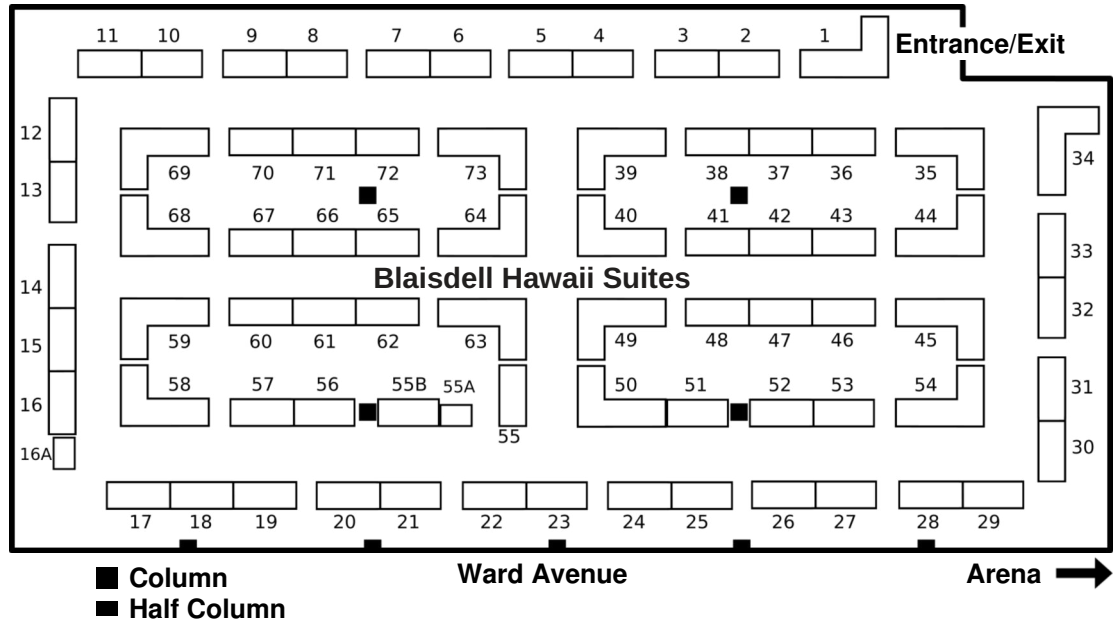 11 10 9 8 7 6 5 4 3 2 1
Entrance/Exit
12
34
69 70 71 72 73 39 38 37 36 35
13
68 67 66 65 64 40 41 42 43 44
33
Blaisdell Hawaii Suites
14
32
59 60 61 62 63 49 48 47 46 45
15
58 57 56 55B 55A 50 51 52 53 54
31
16
55
30
16A
17 18 19 20 21 22 23 24 25 26 27 28 29
Column
Ward Avenue
Arena
Half Column